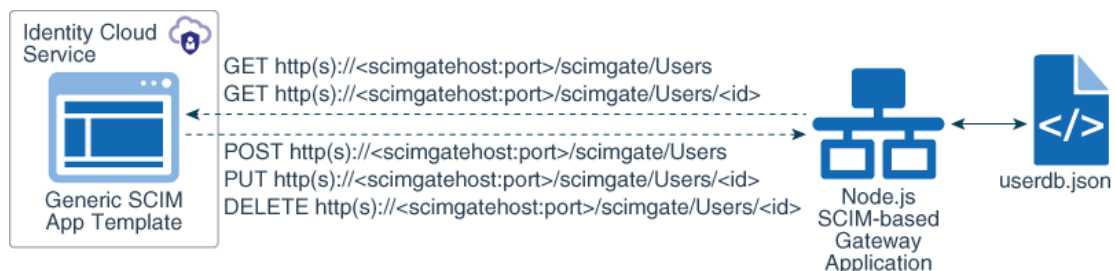 Identity Cloud
Service
GET http(s)://<scimgatehost:port>/scimgate/Users
GET http(s)://<scimgatehost:port>/scimgate/Users/<id>
POST http(s)://<scimgatehost:port>/scimgate/Users
PUT http(s)://<scimgatehost:port>/scimgate/Users/<id>
DELETE http(s)://<scimgatehost:port>/scimgate/Users/<id>
Generic SCIM
App Template
Node.js
SCIM-based
Gateway
Application
</>
userdb.json